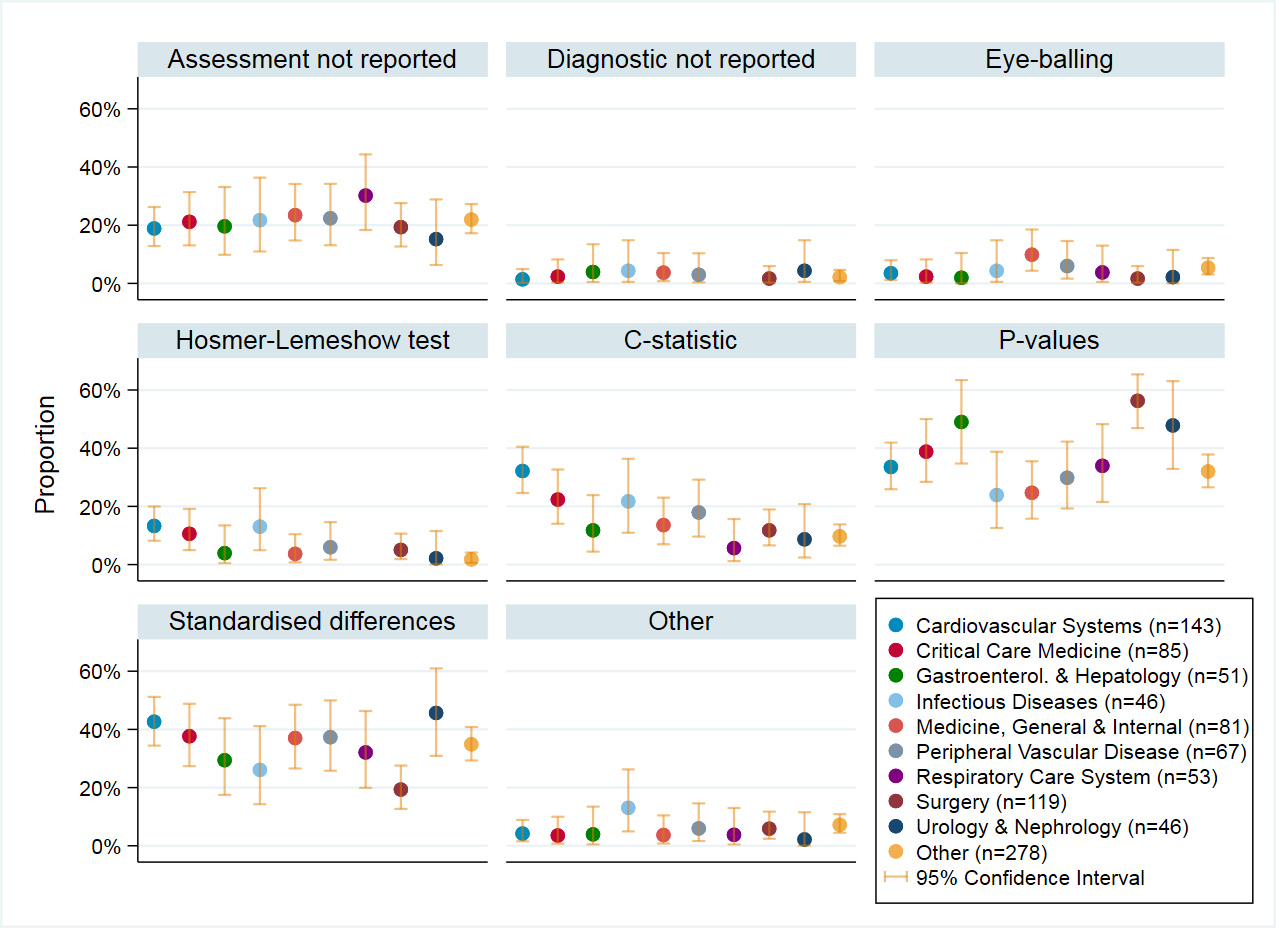 Assessment not reported
Diagnostic not reported
Eye-balling
60%
40%
20%
0%
Hosmer-Lemeshow test
C-statistic
P-values
60%
40%
20%
0%
Proportion
Standardised differences
Other
60%
40%
20%
0%
Cardiovascular Systems (n=143)
Critical Care Medicine (n=85)
Gastroenterol. & Hepatology (n=51)
Infectious Diseases (n=46)
Medicine, General & Internal (n=81)
Peripheral Vascular Disease (n=67)
Respiratory Care System (n=53)
Surgery (n=119)
Urology & Nephrology (n=46)
Other (n=278)
95% Confidence Interval